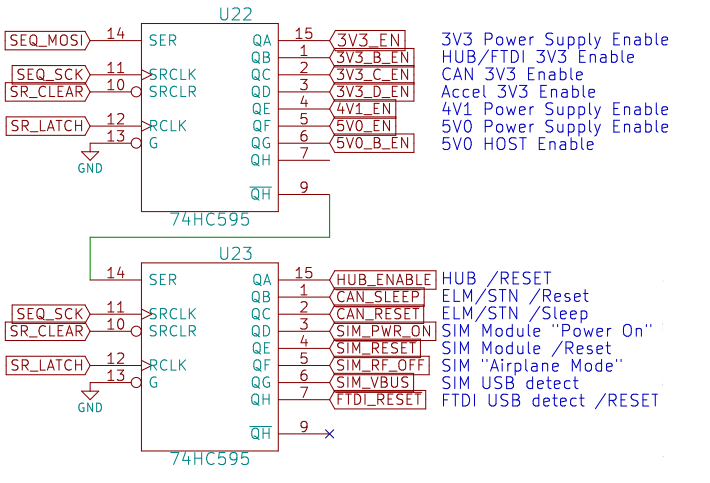 U22
SEQ_MOSI 14 SER QA 15 3V3_EN 3V3 Power Supply Enable
QB 1 3V3_B_EN HUB/FTDI 3V3 Enable
SEQ_SCK 11 SRCLK QC 2 3V3_C_EN CAN 3V3 Enable
SR_CLEAR 10 SRCLR QD 3 3V3_D_EN Accel 3V3 Enable
QE 4 4V1_EN 4V1 Power Supply Enable
SR_LATCH 12 RCLK QF 5 5V0_EN 5V0 Power Supply Enable
13 G QG 6 5V0_B_EN 5V0 HOST Enable
GND QH 7
QH 9
74HC595
U23
14 SER QA 15 HUB_ENABLE HUB /RESET
QB 1 CAN_SLEEP ELM/STN /Reset
SEQ_SCK 11 SRCLK QC 2 CAN_RESET ELM/STN /Sleep
SR_CLEAR 10 SRCLR QD 3 SIM_PWR_ON SIM Module "Power On"
QE 4 SIM_RESET SIM Module /Reset
SR_LATCH 12 RCLK QF 5 SIM_RF_OFF SIM "Airplane Mode"
13 G QG 6 SIM_VBUS SIM USB detect
GND QH 7 FTDI_RESET FTDI USB detect /RESET
QH 9
74HC595